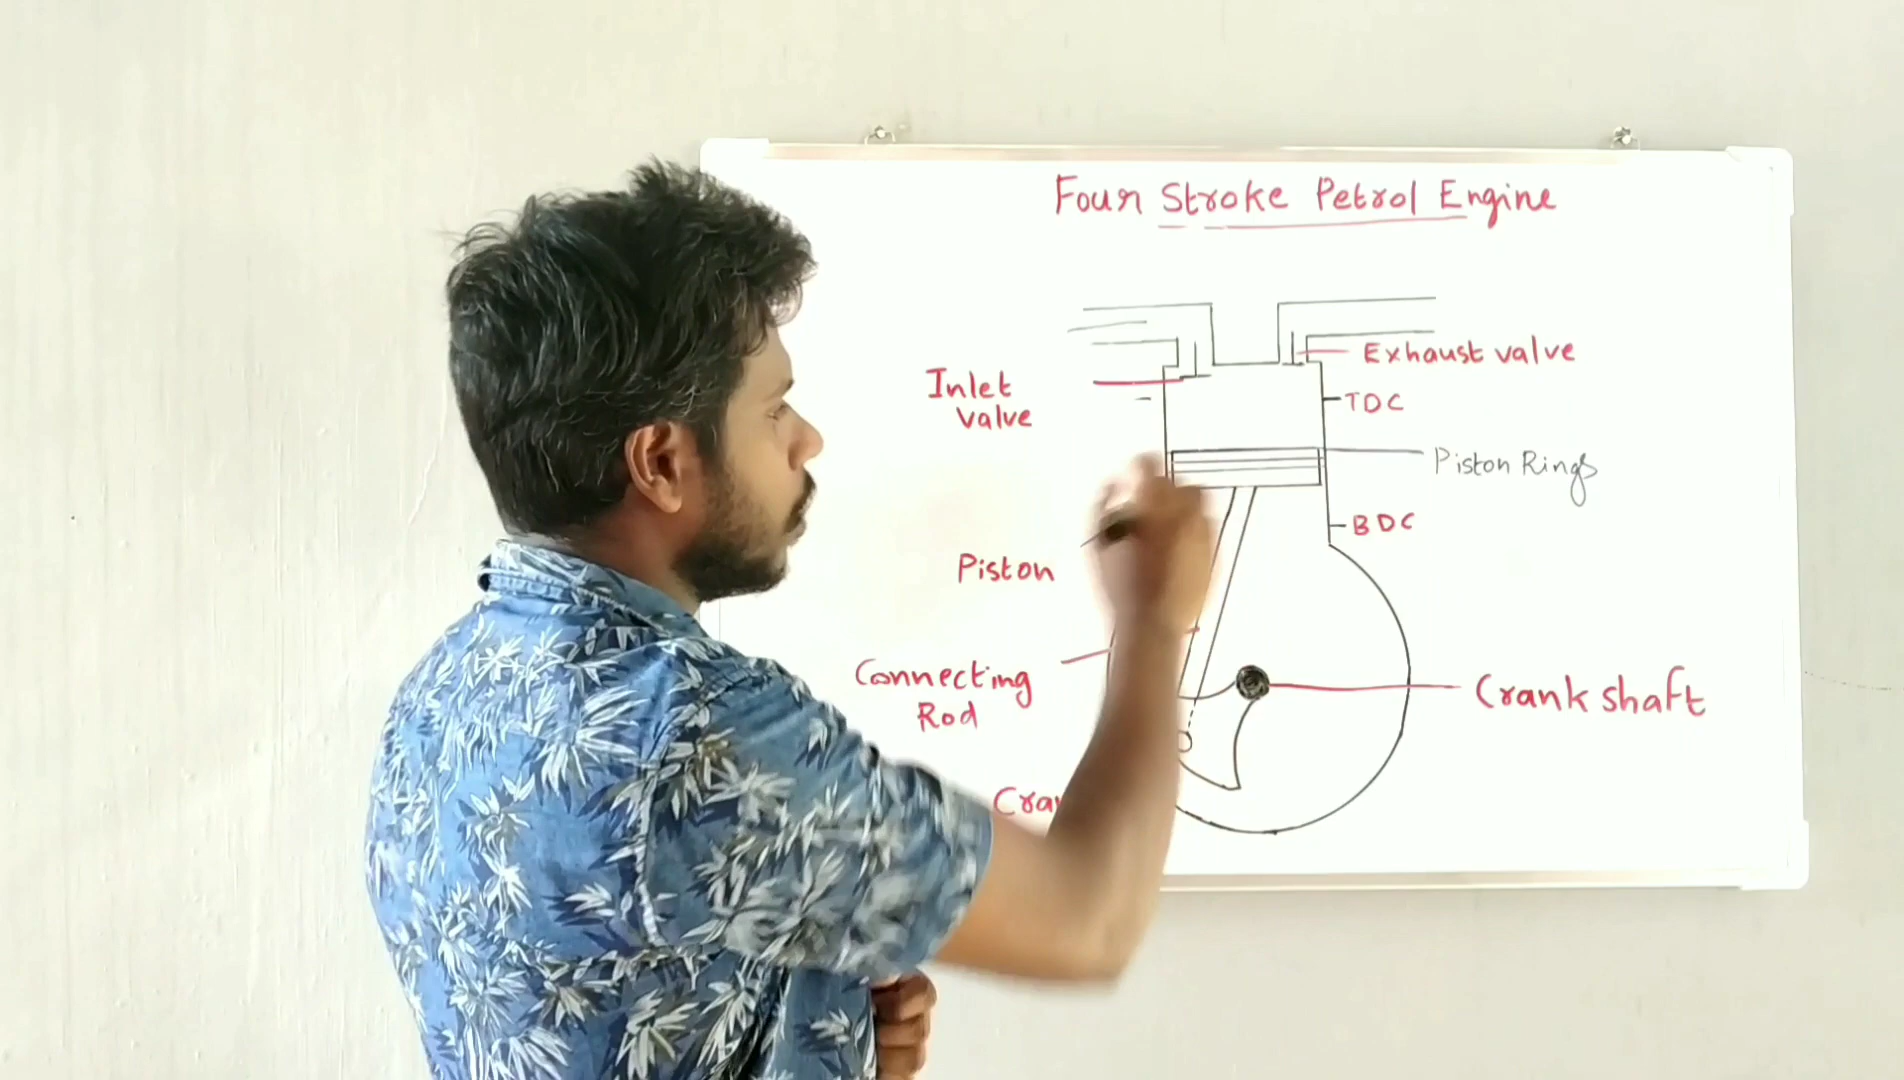 Four Stroke Petrol Engine
Exhaust valve
Inlet
valve
TDC
Piston Rings
BDC
Piston
Connecting
Rod
Crank shaft